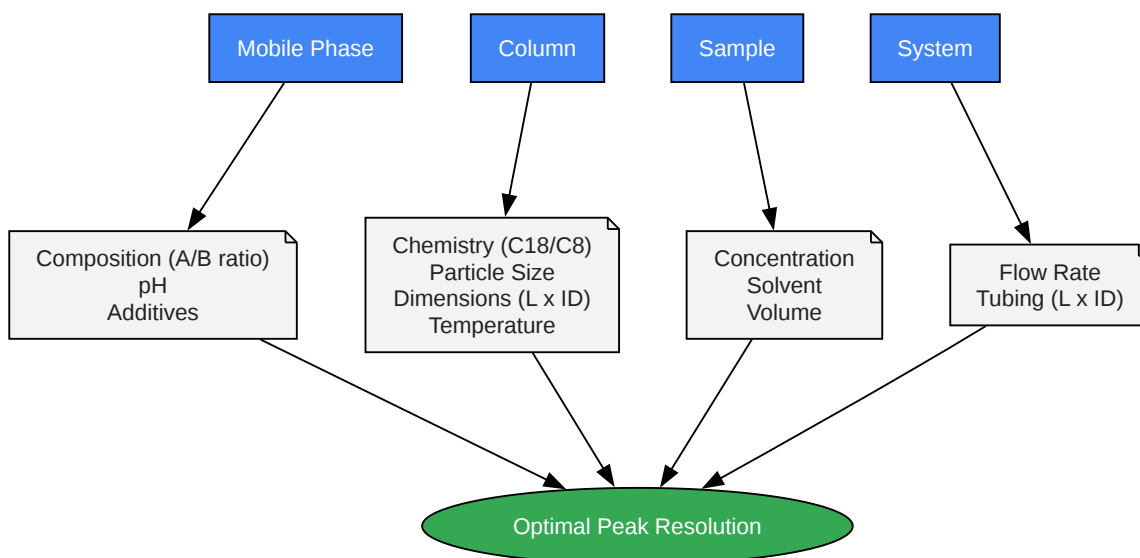 Mobile Phase
Column
Sample
System
Composition (A/B ratio)
pH
Additives
Chemistry (C18/C8)
Particle Size
Dimensions (L x ID)
Temperature
Concentration
Solvent
Volume
Flow Rate
Tubing (L x ID)
Optimal Peak Resolution